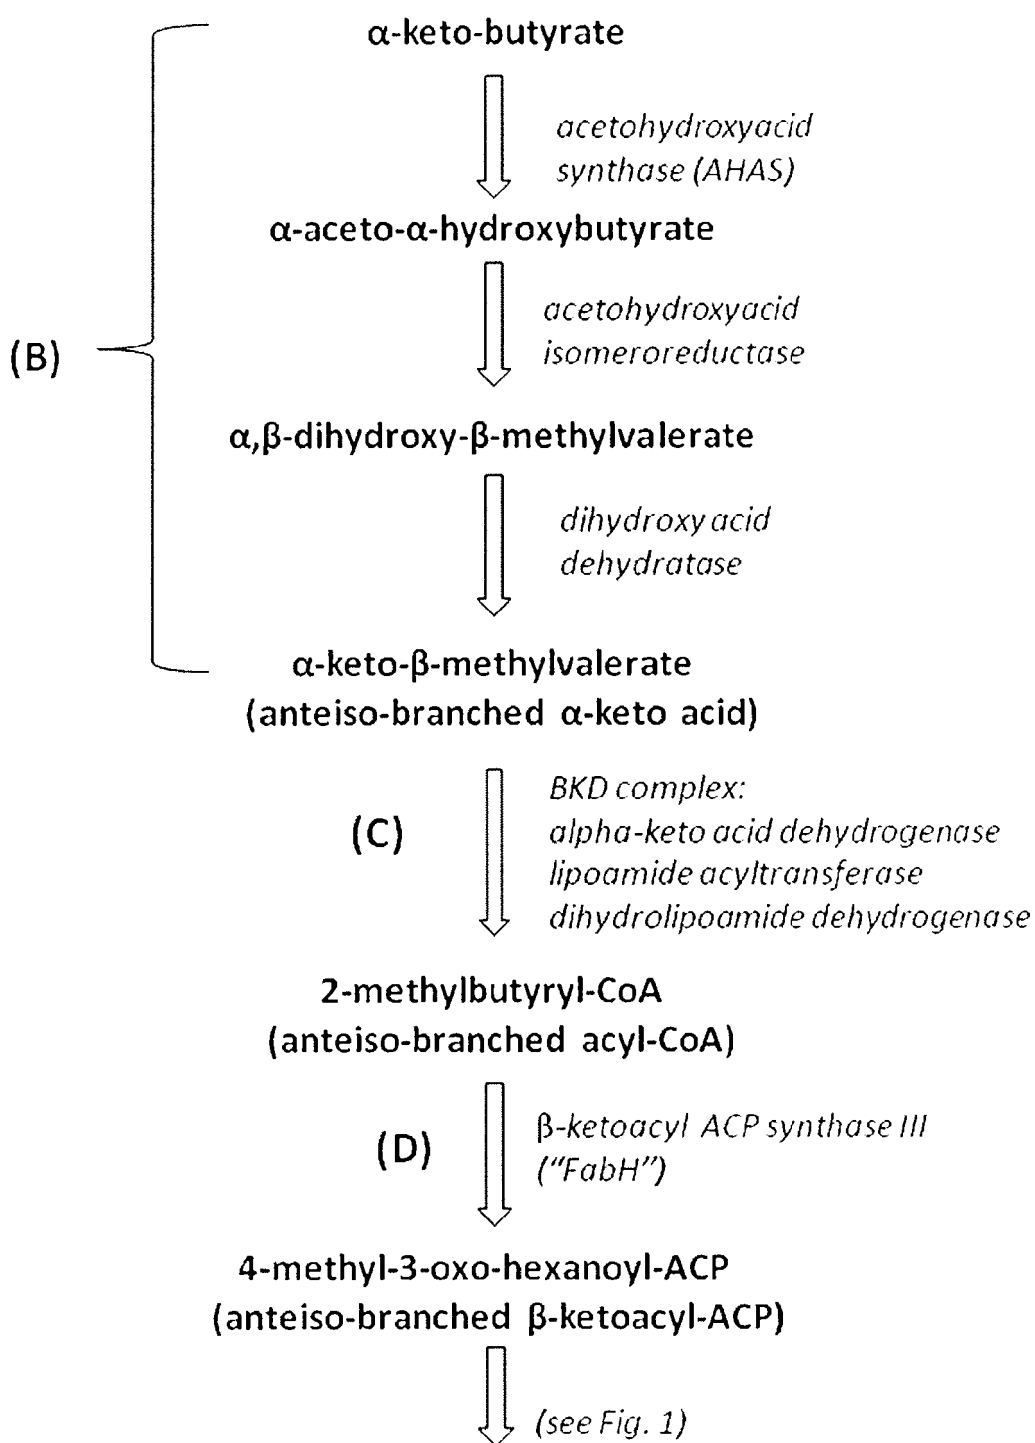 α-keto-butyrate
acetohydroxyacid
synthase (AHAS)
α-aceto-α-hydroxybutyrate
acetohydroxyacid
isomeroreductase
(B)
α,β-dihydroxy-β-methylvalerate
dihydroxy acid
dehydratase
α-keto-β-methylvalerate
(anteiso-branched α-keto acid)
BKD complex:
(C)
alpha-keto acid dehydrogenase
lipoamide acyltransferase
dihydrolipoamide dehydrogenase
2-methylbutyryl-CoA
(anteiso-branched acyl-CoA)
(D)
β-ketoacyl ACP synthase III
("FabH")
4-methyl-3-oxo-hexanoyl-ACP
(anteiso-branched β-ketoacyl-ACP)
(see Fig. 1)